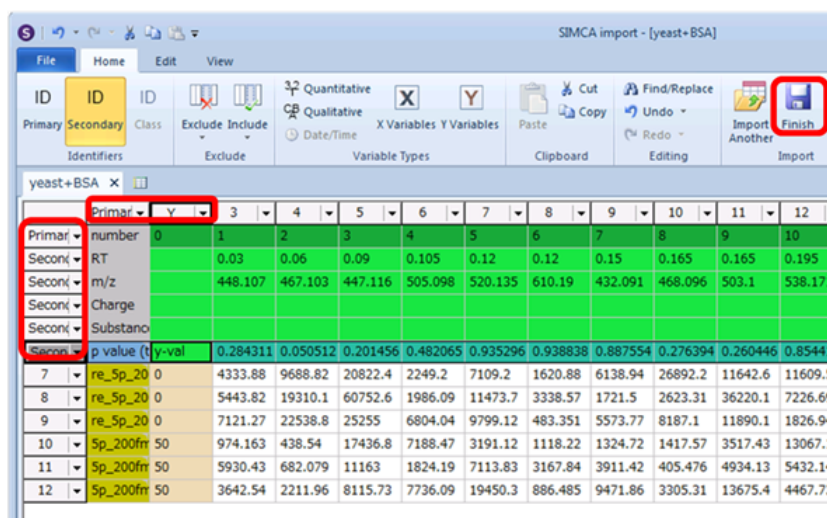 SIMCA import - [yeast+BSA]
File Home Edit View
ID ID ID Exclude Include Quantitative X Y Paste Cut Find/Replace Import Another Finish
Primary Secondary Class Qualitative X Variables Y Variables Copy Undo
Date/Time Redo
Identifiers Exclude Variable Types Clipboard Editing Import
yeast+BSA
Primar Y 3 4 5 6 7 8 9 10 11 12
Primar number 0 1 2 3 4 5 6 7 8 9 10
Second RT 0.03 0.06 0.09 0.105 0.12 0.12 0.15 0.165 0.165 0.195
Second m/z 448.107 467.103 447.116 505.098 520.135 610.19 432.091 468.096 503.1 538.17
Second Charge
Second Substanc
Secon p value (t y-val 0.284311 0.050512 0.201456 0.482065 0.935296 0.938838 0.887554 0.276394 0.260446 0.8544
7 re_5p_20 0 4333.88 9688.82 20822.4 2249.2 7109.2 1620.88 6138.94 26892.2 11642.6 11609.
8 re_5p_20 0 5443.82 19310.1 60752.6 1986.09 11473.7 3338.57 1721.5 2623.31 36220.1 7226.6
9 re_5p_20 0 7121.27 22538.8 25255 6804.04 9799.12 483.351 5573.77 8187.1 11890.1 1826.9
10 5p_200fm 50 974.163 438.54 17436.8 7188.47 3191.12 1118.22 1324.72 1417.57 3517.43 13067.
11 5p_200fm 50 5930.43 682.079 11163 1824.19 7113.83 3167.84 3911.42 405.476 4934.13 5432.1
12 5p_200fm 50 3642.54 2211.96 8115.73 7736.09 19450.3 886.485 9471.86 3305.31 13675.4 4467.7